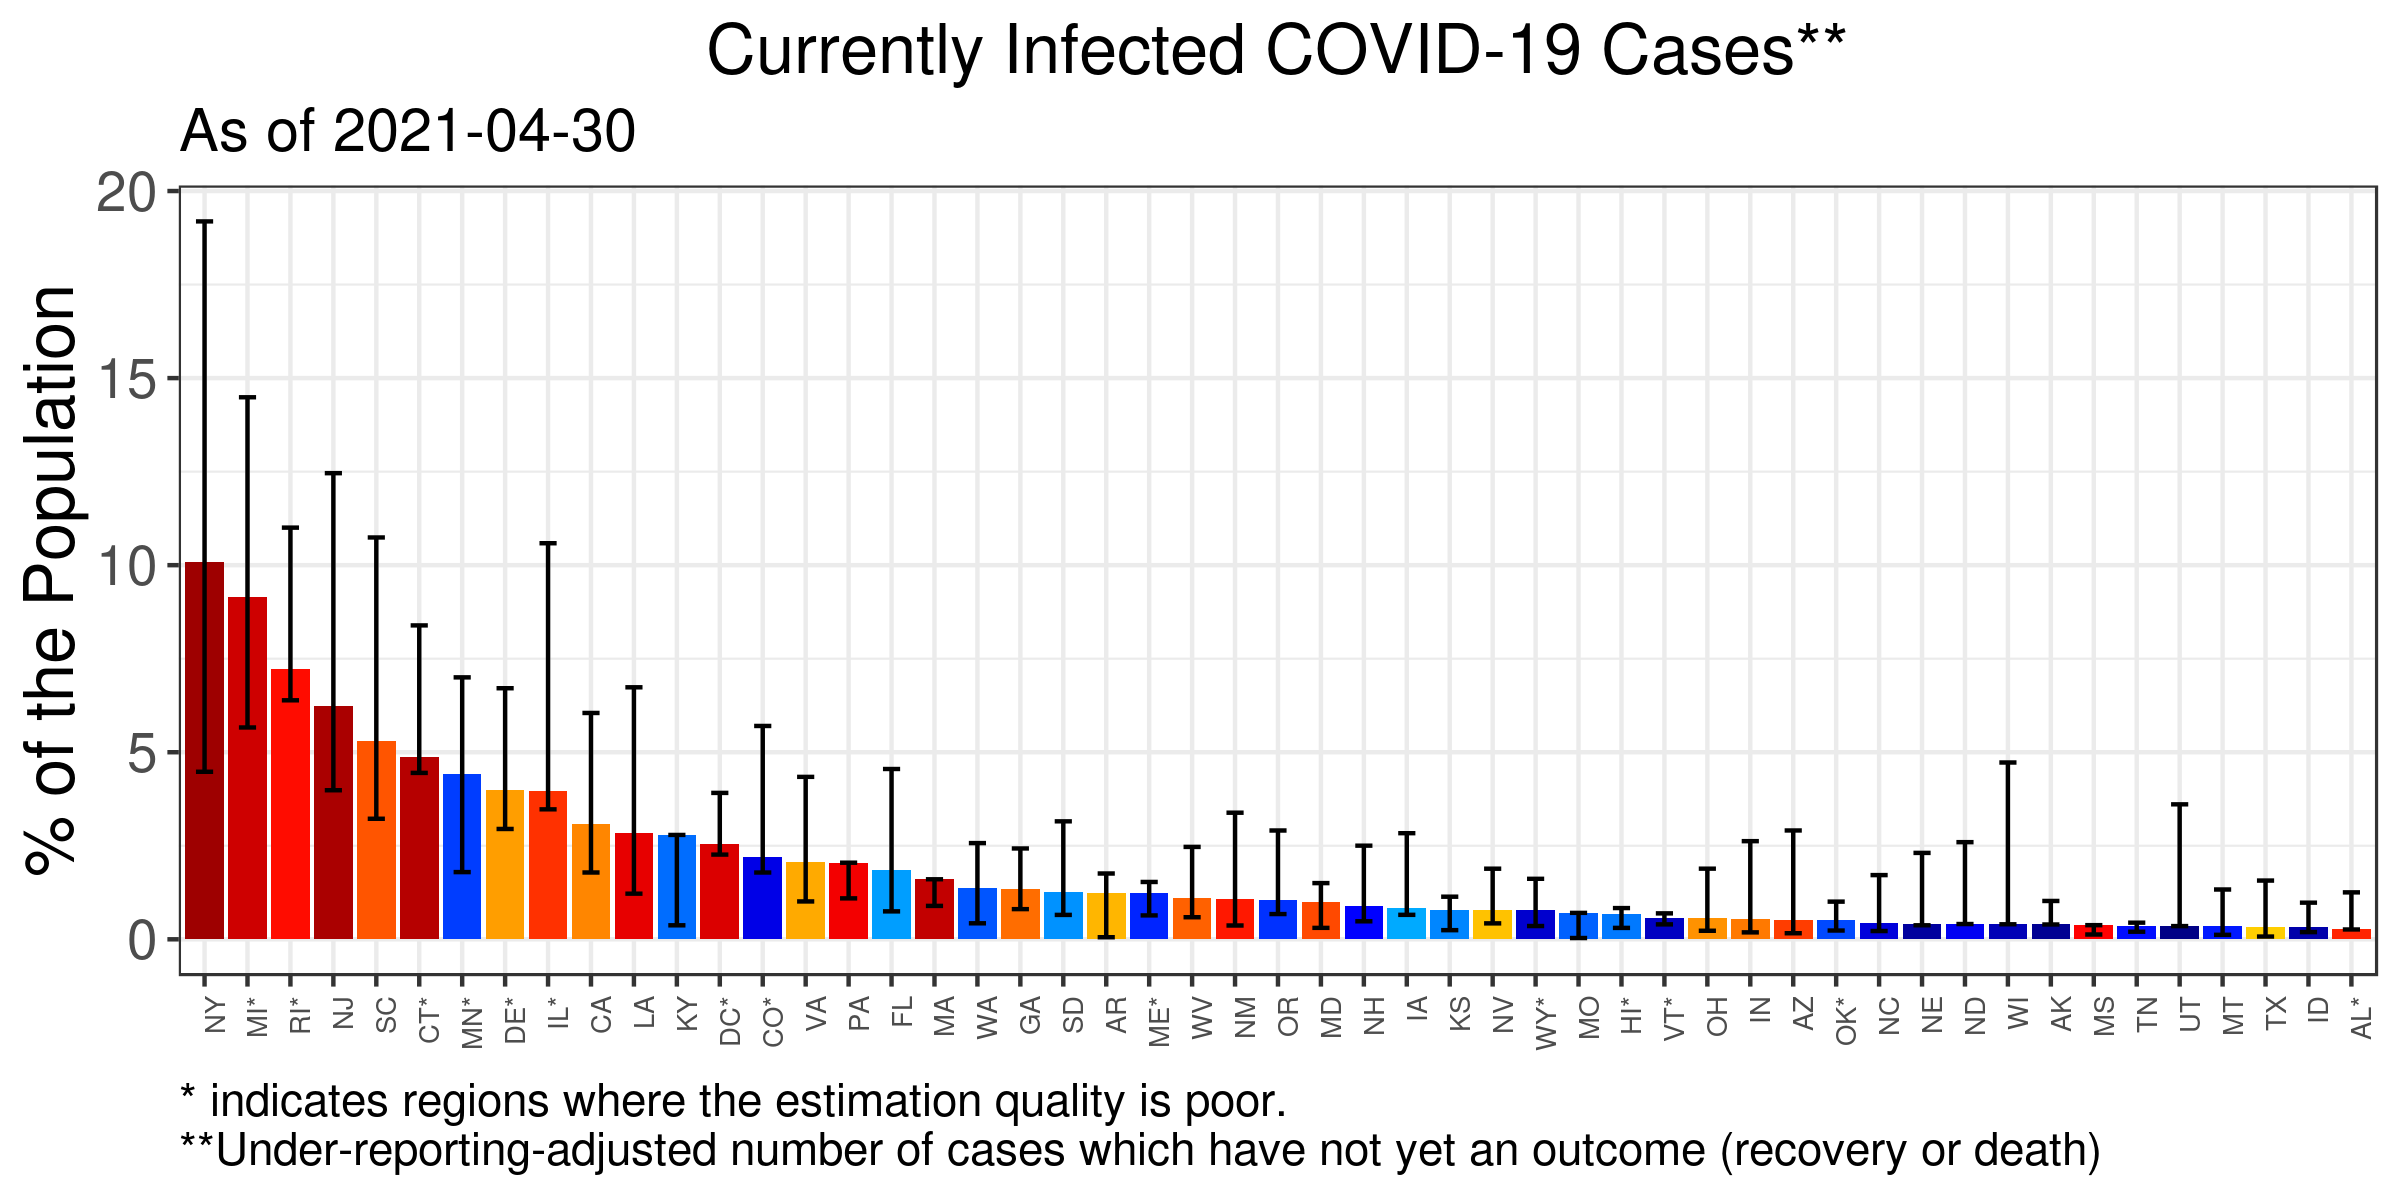 Currently Infected COVID-19 Cases**
As of 2021-04-30
% of the Population
20
15
10
5
0
NY MI* RI* NJ SC CT* MN* DE* IL* CA LA KY DC* CO* VA PA FL MA WA GA SD AR ME* WV NM OR MD NH IA KS NV WY* MO HI* VT* OH IN AZ OK* NC NE ND WI AK MS TN UT MT TX ID AL*
* indicates regions where the estimation quality is poor.
**Under-reporting-adjusted number of cases which have not yet an outcome (recovery or death)